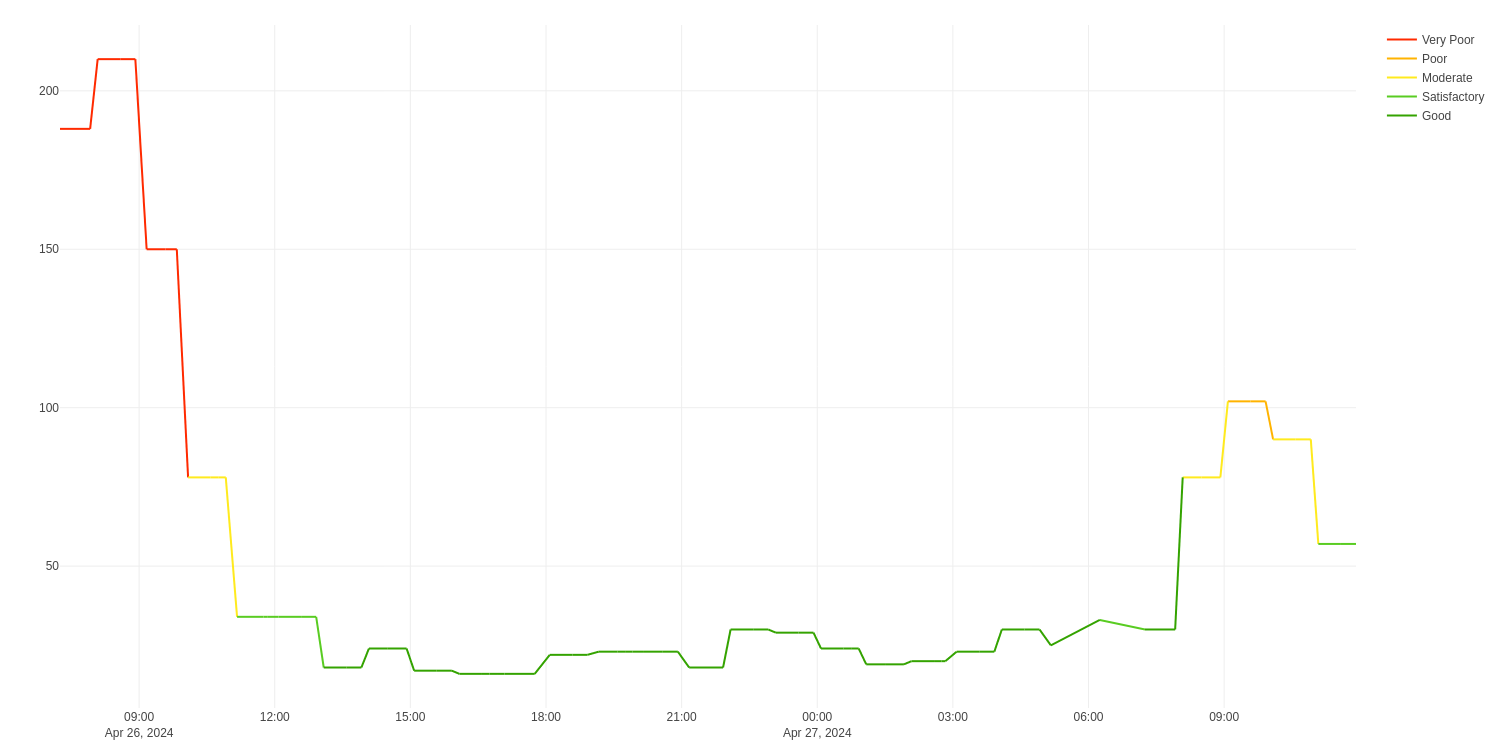 200
150
100
50
09:00
Apr 26, 2024
12:00
15:00
18:00
21:00
00:00
Apr 27, 2024
03:00
06:00
09:00
Very Poor
Poor
Moderate
Satisfactory
Good